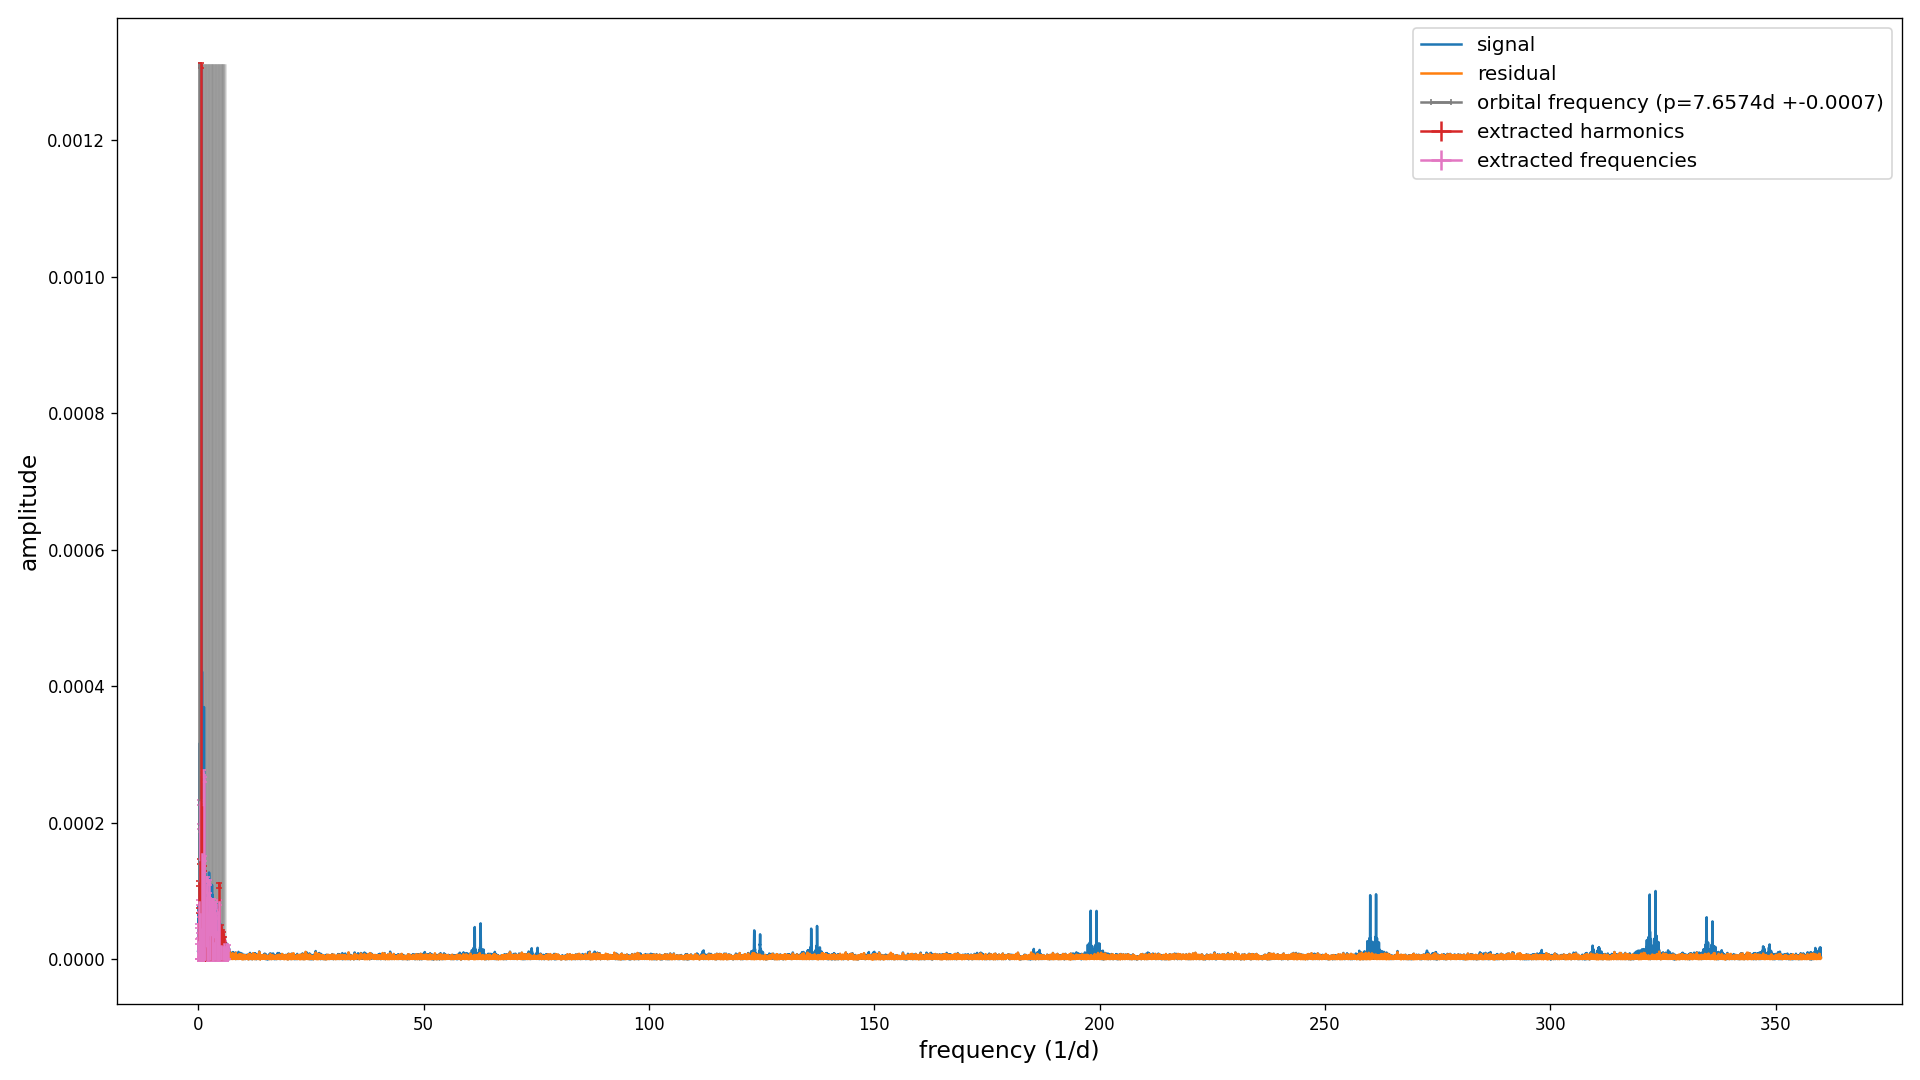 signal
residual
orbital frequency (p=7.6574d +-0.0007)
extracted harmonics
extracted frequencies
0.0012
0.0010
0.0008
0.0006
0.0004
0.0002
0.0000
amplitude
0 50 100 150 200 250 300 350
frequency (1/d)